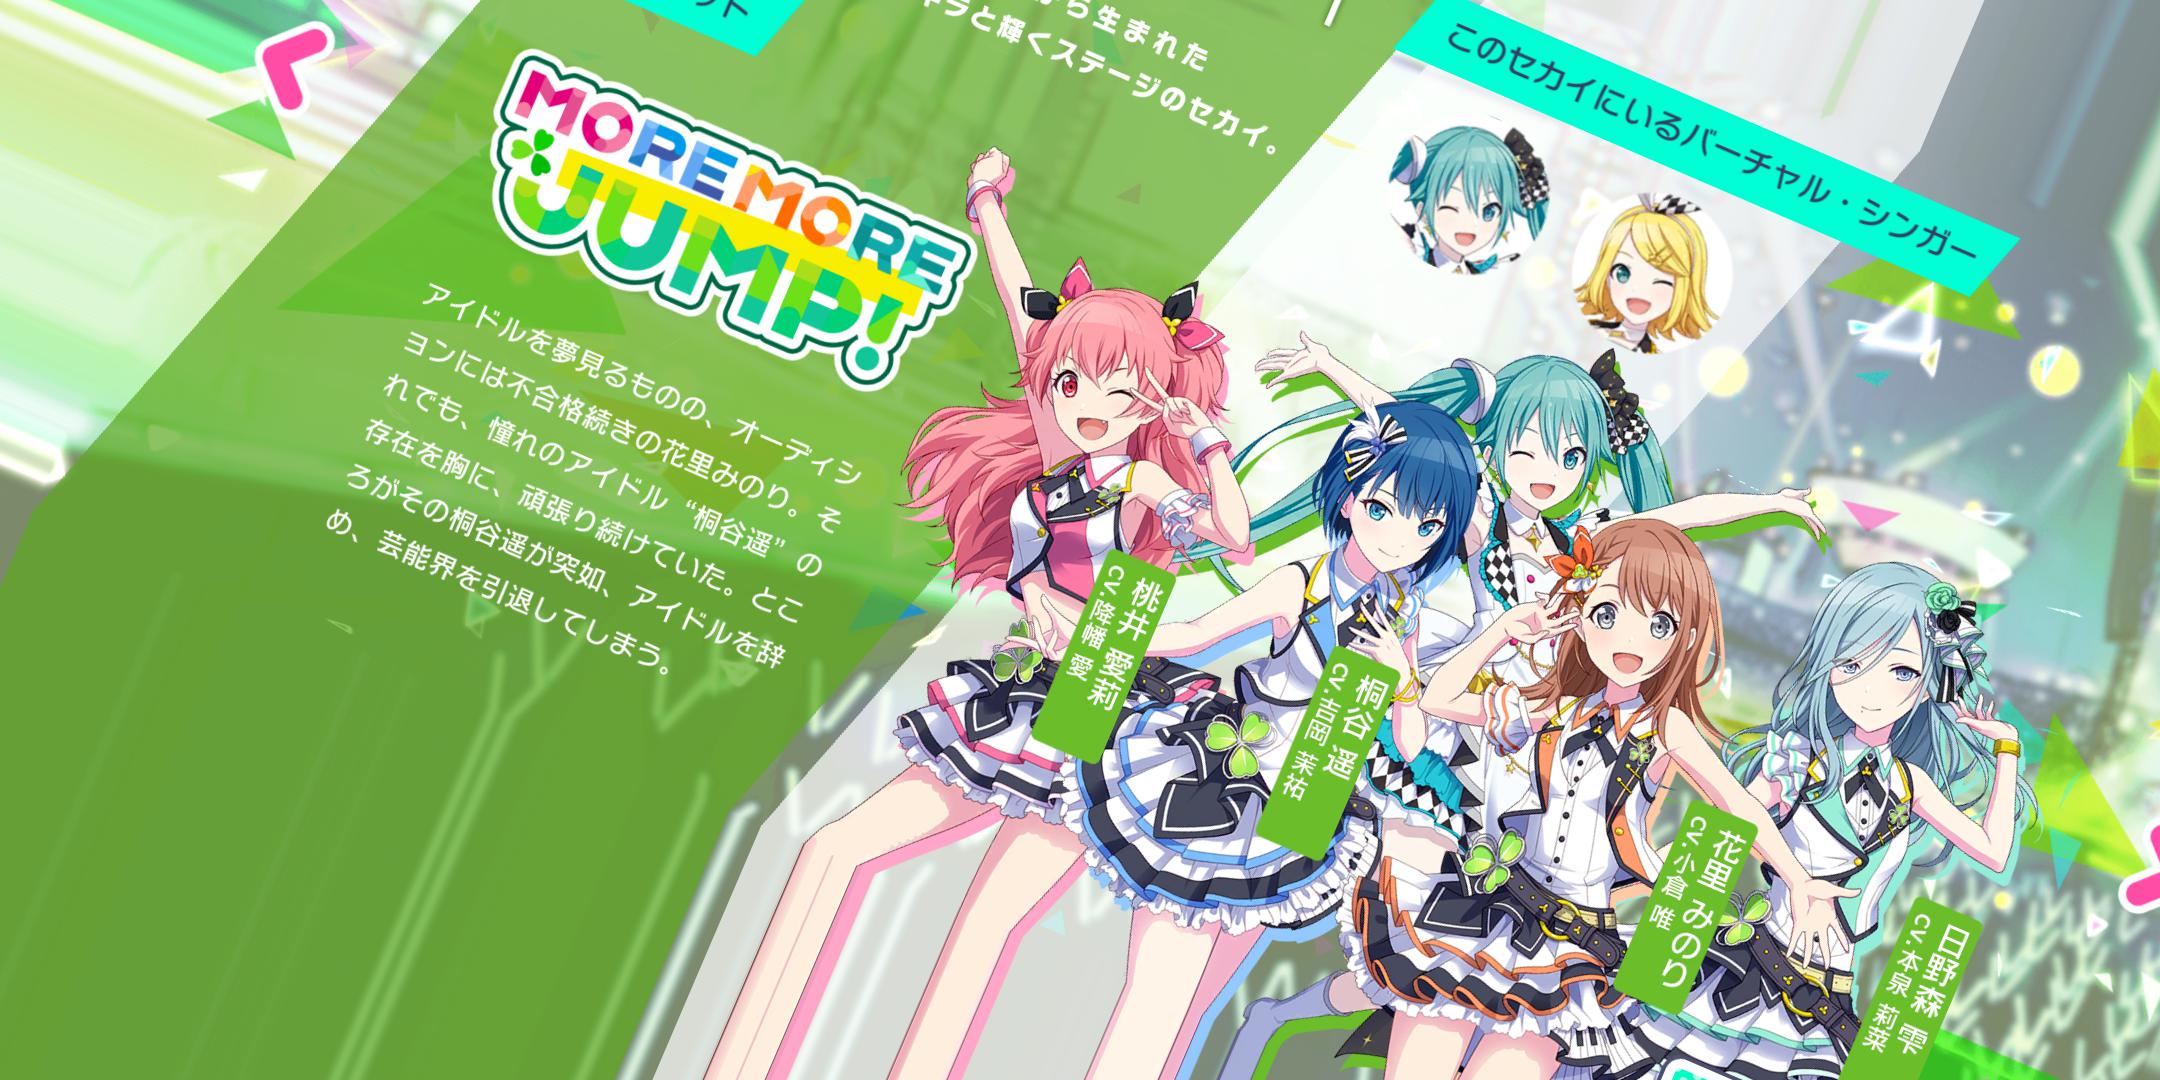 ット
から生まれた
キラと輝くステージのセカイ。
MORE MORE
JUMP!
アイドルを夢見るものの、オーディシ
ョンには不合格続きの花里みのり。そ
れでも、憧れのアイドル“桐谷遥”の
存在を胸に、頑張り続けていた。とこ
ろがその桐谷遥が突如、アイドルを辞
め、芸能界を引退してしまう。
このセカイにいるバーチャル・シンガー
桃井 愛莉
cv.降幡 愛
桐谷 遥
cv.吉岡 茉祐
花里 みのり
cv.小倉 唯
日野森 雫
cv.本泉 莉菜